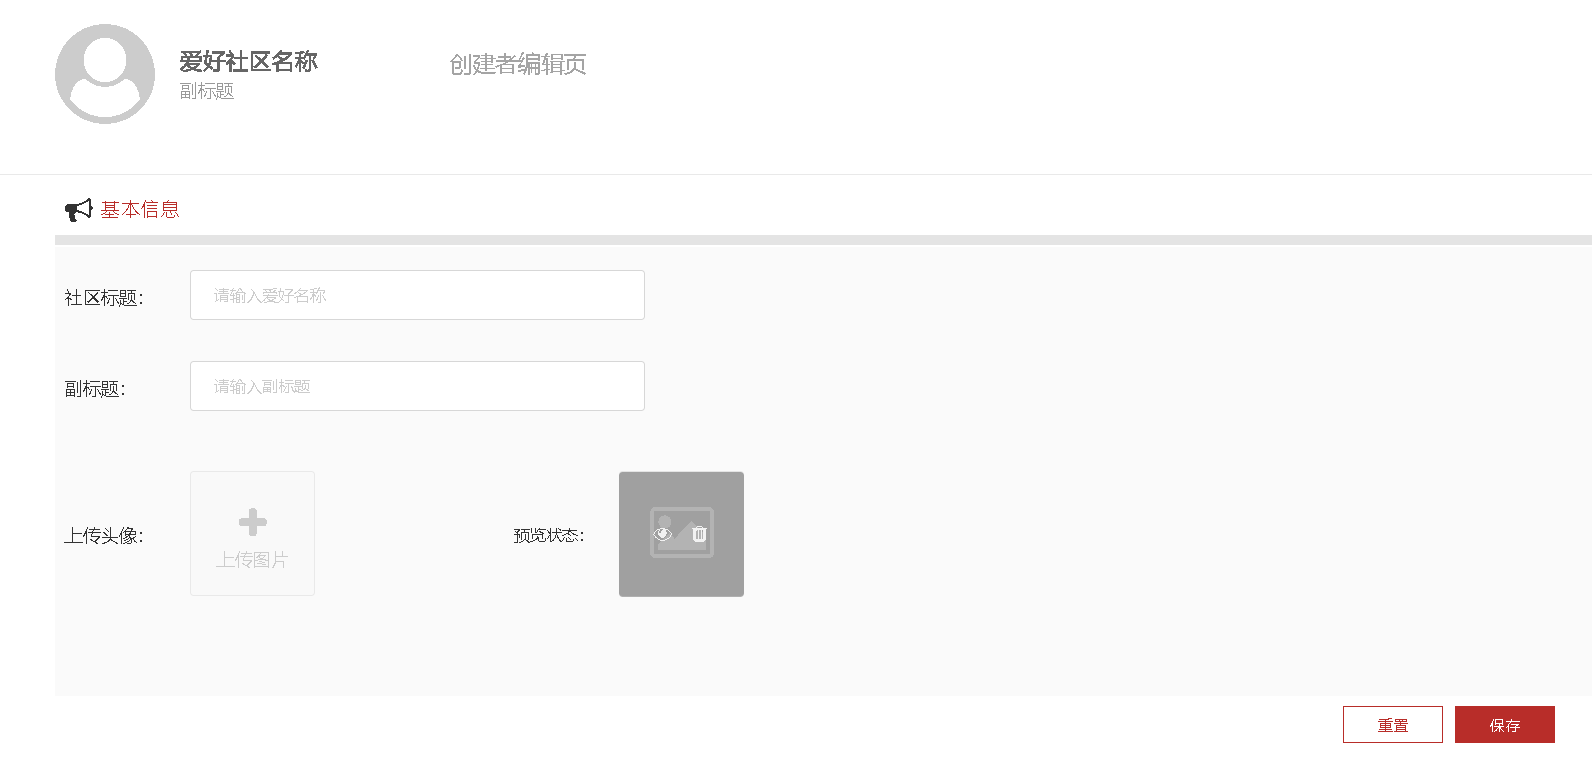 爱好社区名称
创建者编辑页
副标题
基本信息
社区标题：
请输入爱好名称
副标题：
请输入副标题
上传头像：
上传图片
预览状态：
重置
保存